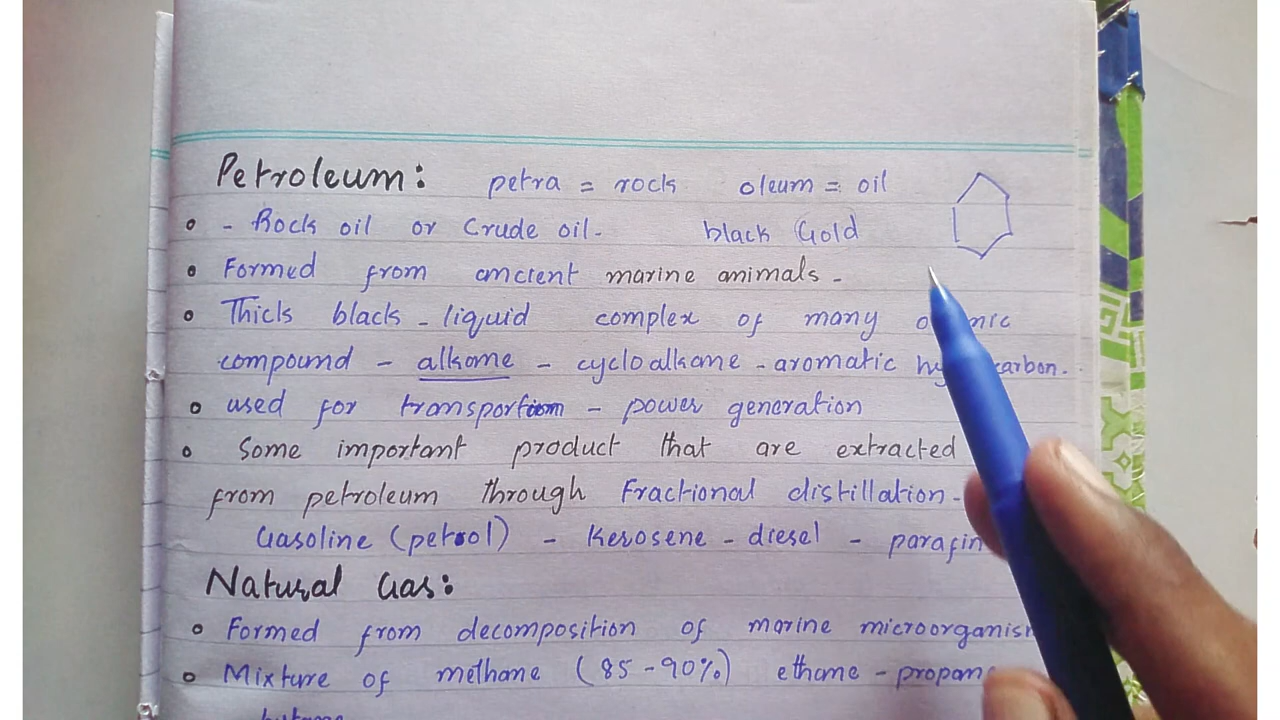 Petroleum: petra = rock oleum = oil
- Rock oil or Crude oil- black Gold
Formed from ancient marine animals -
Thick black - liquid complex of many
compound - alkane - cycloalkane - aromatic
used for transportion - power generation
Some important product that are extracted
from petroleum through Fractional distillation-
Gasoline (petrol) - Kerosene - diesel - parafin
Natural Gas:
Formed from decomposition of marine
Mixture of methane (85-90%) ethane -